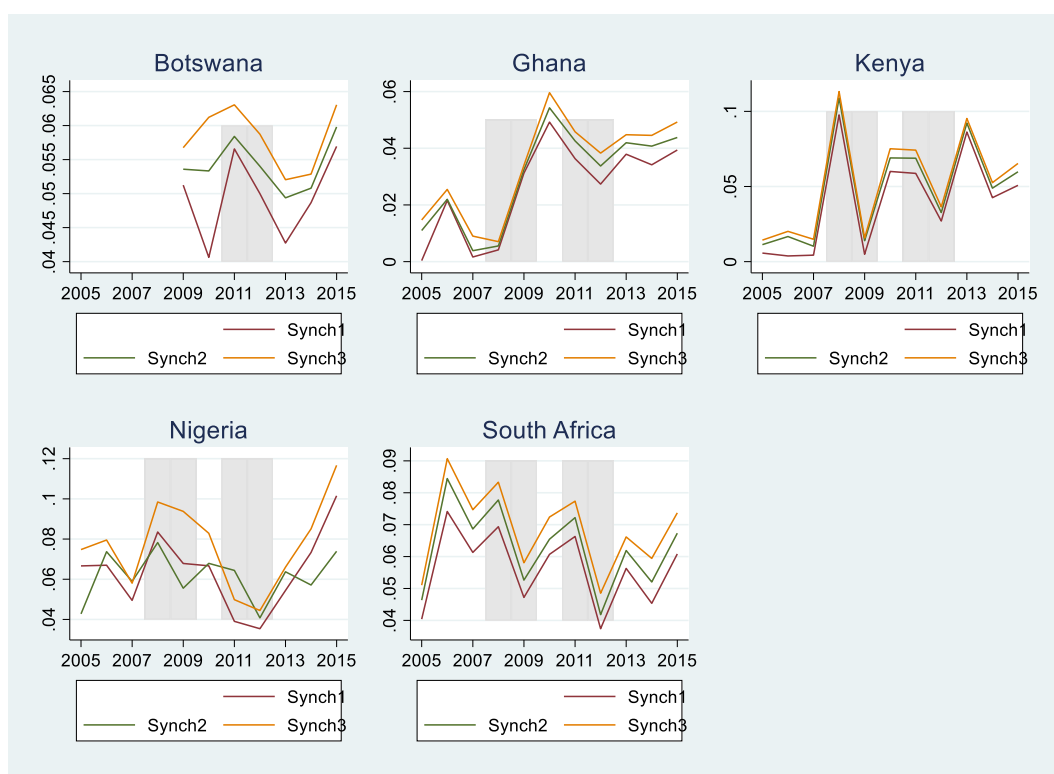 Botswana
Ghana
Kenya
.04 .045 .05 .055 .06 .065
0 .02 .04 .06
0 .05 .1
2005 2007 2009 2011 2013 2015
2005 2007 2009 2011 2013 2015
2005 2007 2009 2011 2013 2015
Synch1
Synch2 Synch3
Synch1
Synch2 Synch3
Synch1
Synch2 Synch3
Nigeria
South Africa
.04 .06 .08 .1 .12
.04 .05 .06 .07 .08 .09
2005 2007 2009 2011 2013 2015
2005 2007 2009 2011 2013 2015
Synch1
Synch2 Synch3
Synch1
Synch2 Synch3